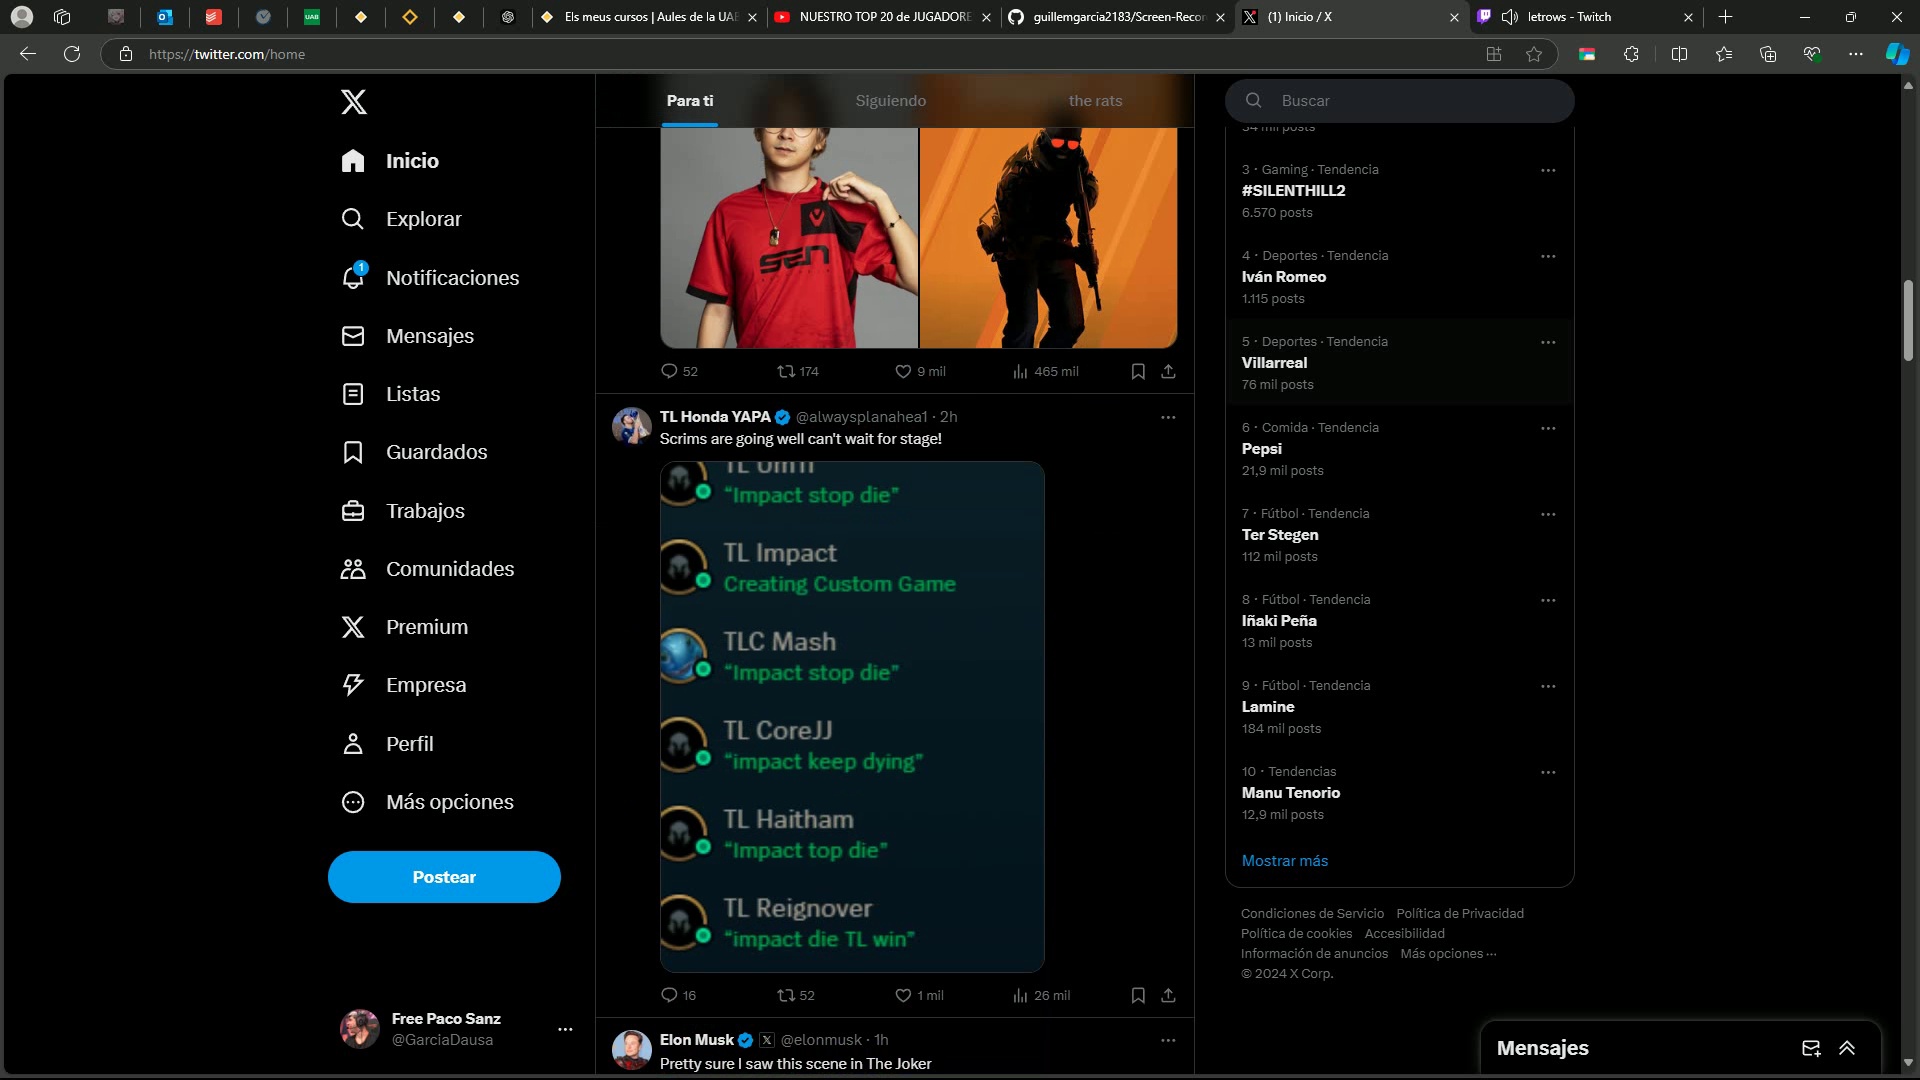 Els meus cursos | Aules de la UAB
NUESTRO TOP 20 de JUGADORE
guillemgarcia2183/Screen-Recor
(1) Inicio / X
letrows - Twitch
https://twitter.com/home
Inicio
Explorar
1
Notificaciones
Mensajes
Listas
Guardados
Trabajos
Comunidades
Premium
Empresa
Perfil
Más opciones
Postear
Free Paco Sanz
@GarciaDausa
Para ti
Siguiendo
the rats
SEN
52
174
9 mil
465 mil
TL Honda YAPA @alwaysplanahea1 · 2h
Scrims are going well can't wait for stage!
TL UmTi
“Impact stop die”
TL Impact
Creating Custom Game
TLC Mash
“Impact stop die”
TL CoreJJ
“impact keep dying”
TL Haitham
“Impact top die”
TL Reignover
“impact die TL win”
16
52
1 mil
26 mil
Elon Musk @elonmusk · 1h
Pretty sure I saw this scene in The Joker
Buscar
54 mil posts
3 · Gaming · Tendencia
#SILENTHILL2
6.570 posts
4 · Deportes · Tendencia
Iván Romeo
1.115 posts
5 · Deportes · Tendencia
Villarreal
76 mil posts
6 · Comida · Tendencia
Pepsi
21,9 mil posts
7 · Fútbol · Tendencia
Ter Stegen
112 mil posts
8 · Fútbol · Tendencia
Iñaki Peña
13 mil posts
9 · Fútbol · Tendencia
Lamine
184 mil posts
10 · Tendencias
Manu Tenorio
12,9 mil posts
Mostrar más
Condiciones de Servicio Política de Privacidad
Política de cookies Accesibilidad
Información de anuncios Más opciones ···
© 2024 X Corp.
Mensajes